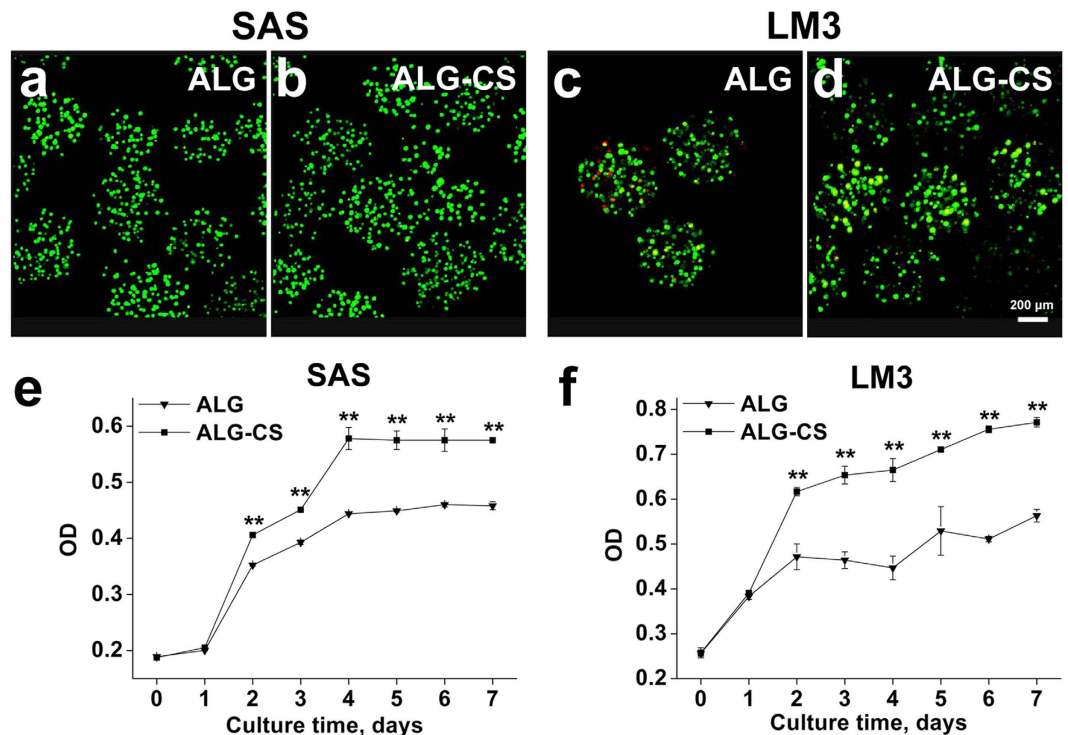 SAS
LM3
a
ALG
b
ALG-CS
c
ALG
d
ALG-CS
200 µm
e
SAS
ALG
ALG-CS
**
**
**
**
**
**
0.6
0.5
0.4
0.3
0.2
OD
0 1 2 3 4 5 6 7
Culture time, days
f
LM3
ALG
ALG-CS
**
**
**
**
**
**
0.8
0.7
0.6
0.5
0.4
0.3
0.2
OD
0 1 2 3 4 5 6 7
Culture time, days